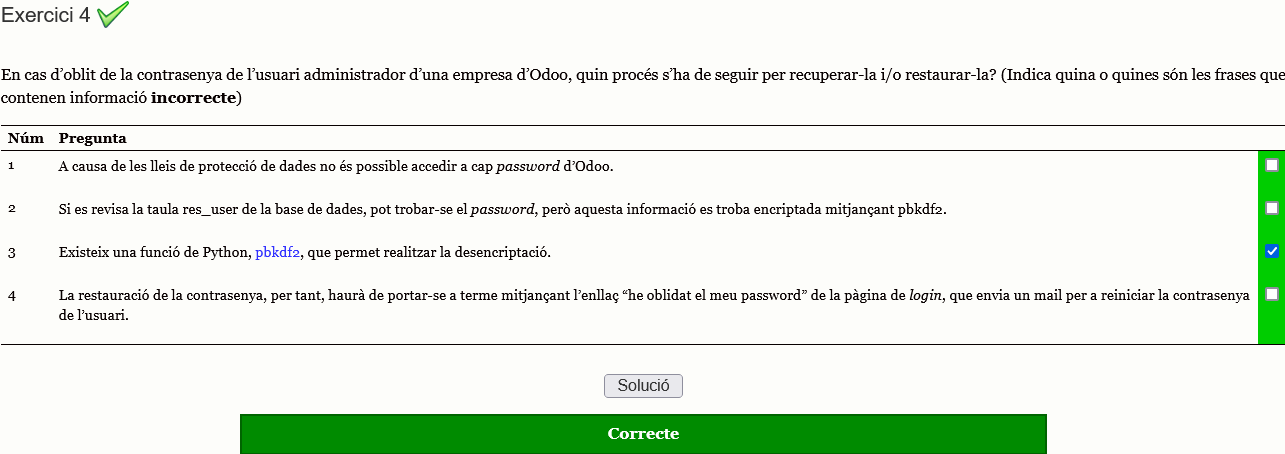 Exercici 4
En cas d’oblit de la contrasenya de l’usuari administrador d’una empresa d’Odoo, quin procés s’ha de seguir per recuperar-la i/o restaurar-la? (Indica quina o quines són les frases que
contenen informació incorrecte)
Núm Pregunta
1 A causa de les lleis de protecció de dades no és possible accedir a cap password d’Odoo.
2 Si es revisa la taula res_user de la base de dades, pot trobar-se el password, però aquesta informació es troba encriptada mitjançant pbkdf2.
3 Existeix una funció de Python, pbkdf2, que permet realitzar la desencriptació.
4 La restauració de la contrasenya, per tant, haurà de portar-se a terme mitjançant l’enllaç “he oblidat el meu password” de la pàgina de login, que envia un mail per a reiniciar la contrasenya
de l’usuari.
Solució
Correcte